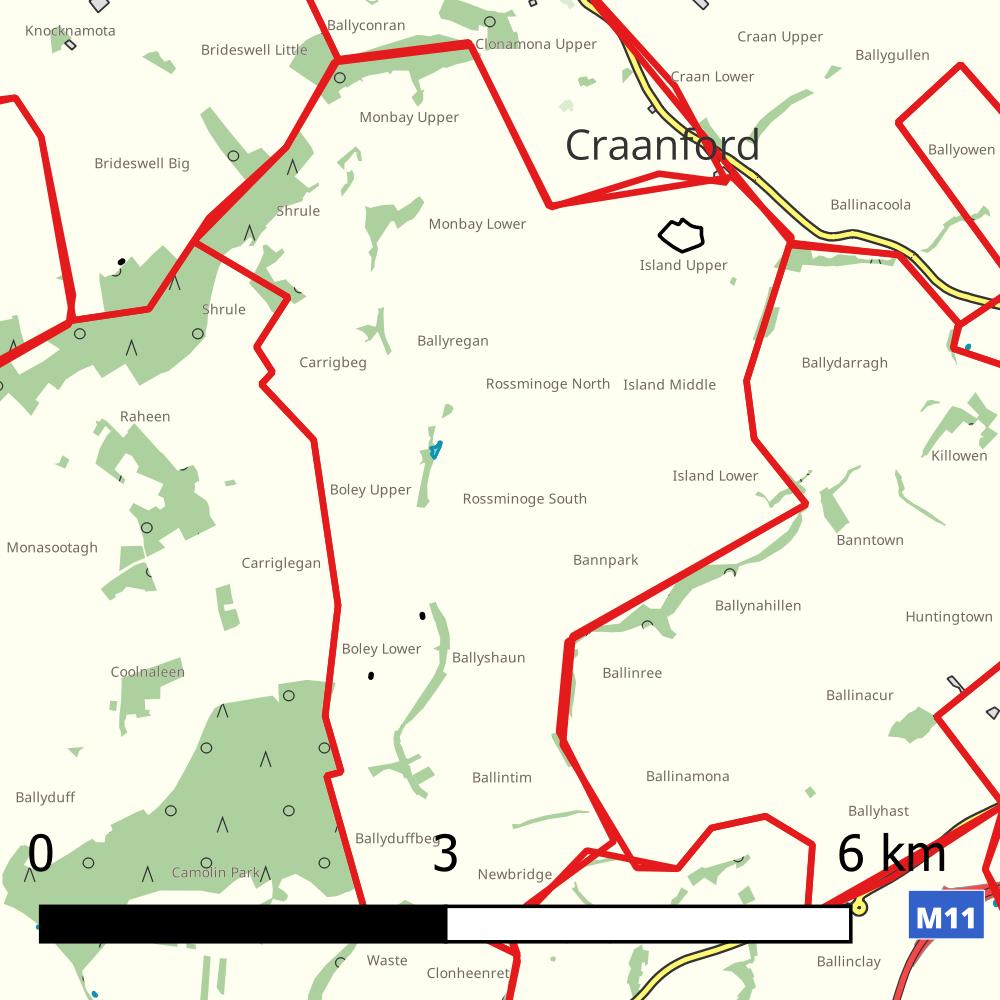 Knocknamota
Ballyconran
Brideswell Little
Clonamona Upper
Craan Upper
Ballygullen
Craan Lower
Monbay Upper
Craanford
Ballyowen
Brideswell Big
Shrule
Monbay Lower
Ballinacoola
Island Upper
Shrule
Ballyregan
Carrigbeg
Rossminoge North
Island Middle
Ballydarragh
Raheen
Killowen
Boley Upper
Rossminoge South
Island Lower
Monasootagh
Carriglegan
Bannpark
Banntown
Ballynahillen
Huntingtown
Boley Lower
Ballyshaun
Coolnaleen
Ballinree
Ballinacur
Ballintim
Ballinamona
Ballyduff
Ballyhast
Ballyduffbeg
0
3
6 km
Camolin Park
Newbridge
M11
Waste
Clonheenret
Ballinclay